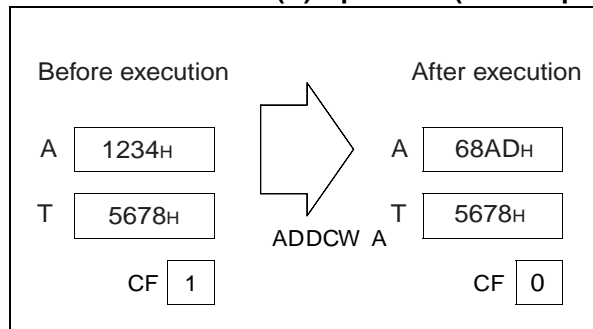 Before execution
After execution
A 1234H
A 68ADH
T 5678H
T 5678H
ADDCW A
CF 1
CF 0